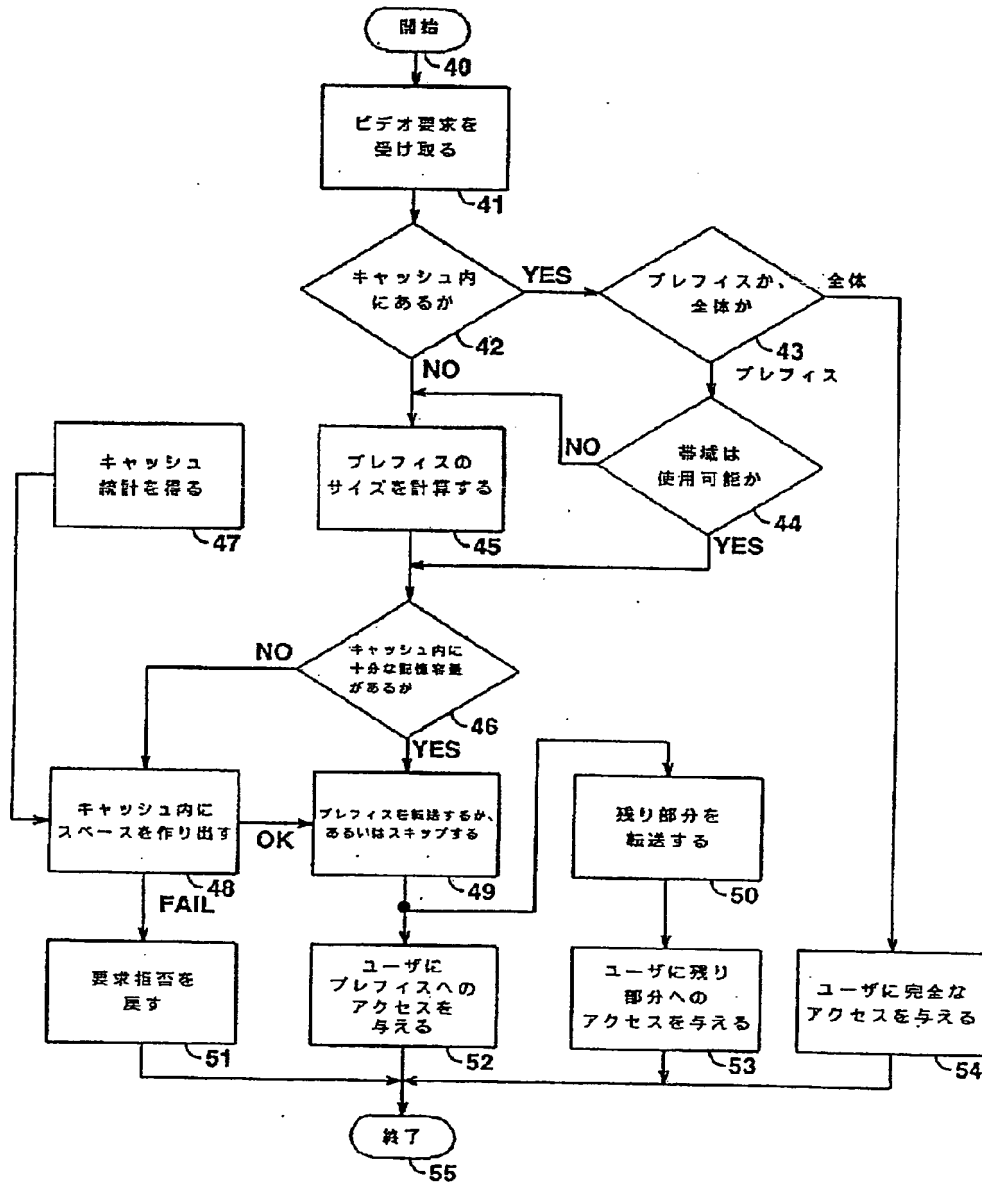 開始
40
ビデオ要求を
受け取る
41
キャッシュ内
にあるか
42
YES
プレフィスか、
全体か
43
全体
NO
プレフィス
キャッシュ
統計を得る
47
プレフィスの
サイズを計算する
45
NO
帯域は
使用可能か
44
YES
キャッシュ内に
十分な記憶容量
があるか
46
NO
YES
キャッシュ内に
スペースを作り出す
48
OK
FAIL
プレフィスを転送するか、
あるいはスキップする
49
残り部分を
転送する
50
要求拒否を
戻す
51
ユーザに
プレフィスへの
アクセスを
与える
52
ユーザに残り
部分への
アクセスを与える
53
ユーザに完全な
アクセスを与える
54
終了
55